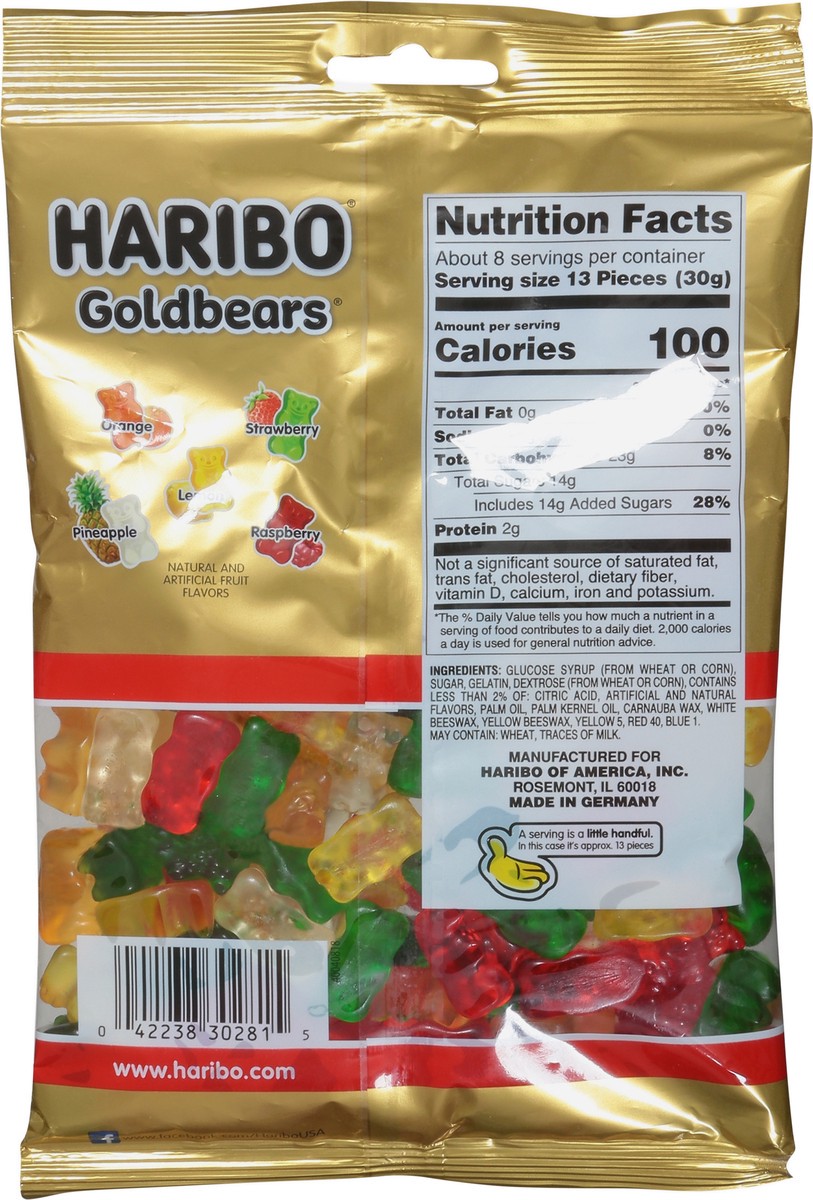 HARIBO®
Goldbears®
Orange
Strawberry
Lemon
Pineapple
Raspberry
NATURAL AND
ARTIFICIAL FRUIT
FLAVORS
Nutrition Facts
About 8 servings per container
Serving size 13 Pieces (30g)
Amount per serving
Calories 100
Total Fat 0g 0%
0%
Total 23g 8%
Total Sugars 14g
Includes 14g Added Sugars 28%
Protein 2g
Not a significant source of saturated fat,
trans fat, cholesterol, dietary fiber,
vitamin D, calcium, iron and potassium.
*The % Daily Value tells you how much a nutrient in a
serving of food contributes to a daily diet. 2,000 calories
a day is used for general nutrition advice.
INGREDIENTS: GLUCOSE SYRUP (FROM WHEAT OR CORN),
SUGAR, GELATIN, DEXTROSE (FROM WHEAT OR CORN), CONTAINS
LESS THAN 2% OF: CITRIC ACID, ARTIFICIAL AND NATURAL
FLAVORS, PALM OIL, PALM KERNEL OIL, CARNAUBA WAX, WHITE
BEESWAX, YELLOW BEESWAX, YELLOW 5, RED 40, BLUE 1.
MAY CONTAIN: WHEAT, TRACES OF MILK.
MANUFACTURED FOR
HARIBO OF AMERICA, INC.
ROSEMONT, IL 60018
MADE IN GERMANY
A serving is a little handful.
In this case it's approx. 13 pieces
0 42238 30281 5
www.haribo.com